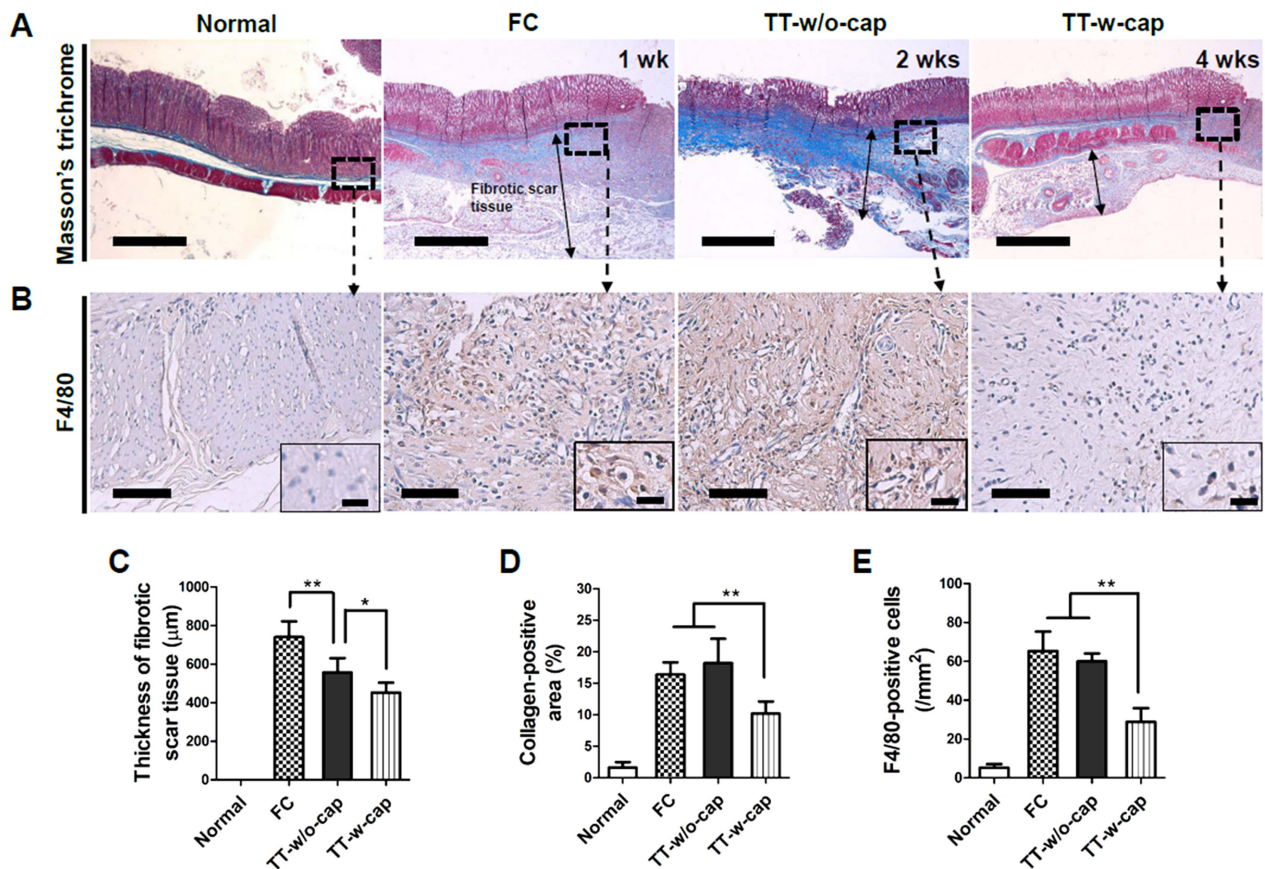 A
Normal
FC
TT-w/o-cap
TT-w-cap
Masson's trichrome
1 wk
2 wks
4 wks
Fibrotic scar
tissue
B
F4/80
C
Thickness of fibrotic
scar tissue (μm)
1000
800
600
400
200
0
**
*
Normal
FC
TT-w/o-cap
TT-w-cap
D
Collagen-positive
area (%)
30
25
20
15
10
5
0
**
Normal
FC
TT-w/o-cap
TT-w-cap
E
F4/80-positive cells
(/mm²)
100
80
60
40
20
0
**
Normal
FC
TT-w/o-cap
TT-w-cap